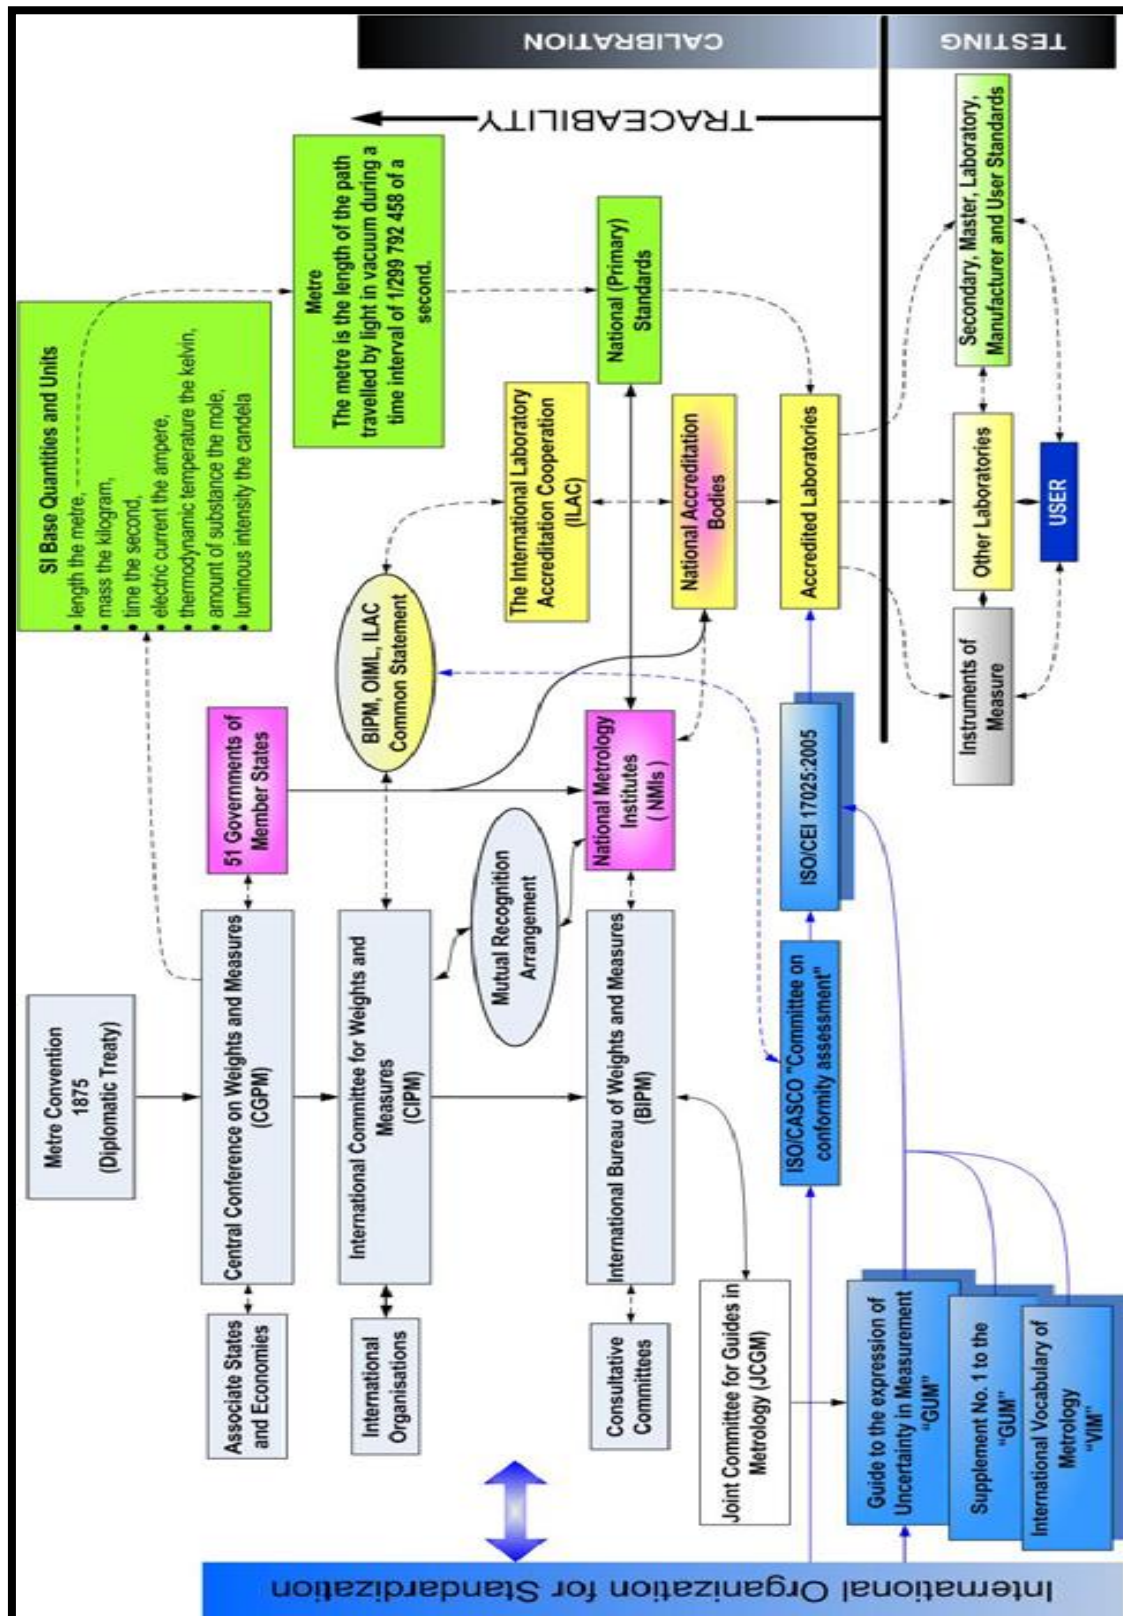 Metre Convention
1875
(Diplomatic Treaty)
SI Base Quantities and Units
• length the metre,
• mass the kilogram,
• time the second,
• electric current the ampere,
• thermodynamic temperature the kelvin,
• amount of substance the mole,
• luminous intensity the candela
Associate States
and Economies
Central Conference on Weights and Measures
(CGPM)
51 Governments of
Member States
Metre
The metre is the length of the path
travelled by light in vacuum during a
time interval of 1/299 792 458 of a
second.
International
Organisations
International Committee for Weights and
Measures
(CIPM)
BIPM, OIML, ILAC
Common Statement
Mutual Recognition
Arrangement
The International Laboratory
Accreditation Cooperation
(ILAC)
Consultative
Committees
International Bureau of Weights and Measures
(BIPM)
National Metrology
Institutes
( NMIs )
National (Primary)
Standards
National Accreditation
Bodies
Joint Committee for Guides in
Metrology (JCGM)
ISO/CASCO "Committee on
conformity assessment"
ISO/CEI 17025:2005
Accredited Laboratories
Guide to the expression of
Uncertainty in Measurement
“GUM”
Supplement No. 1 to the
“GUM”
International Vocabulary of
Metrology
“VIM”
Instruments of
Measure
Other Laboratories
Secondary, Master, Laboratory,
Manufacturer and User Standards
USER
International Organization for Standardization
TRACEABILITY
CALIBRATION
TESTING